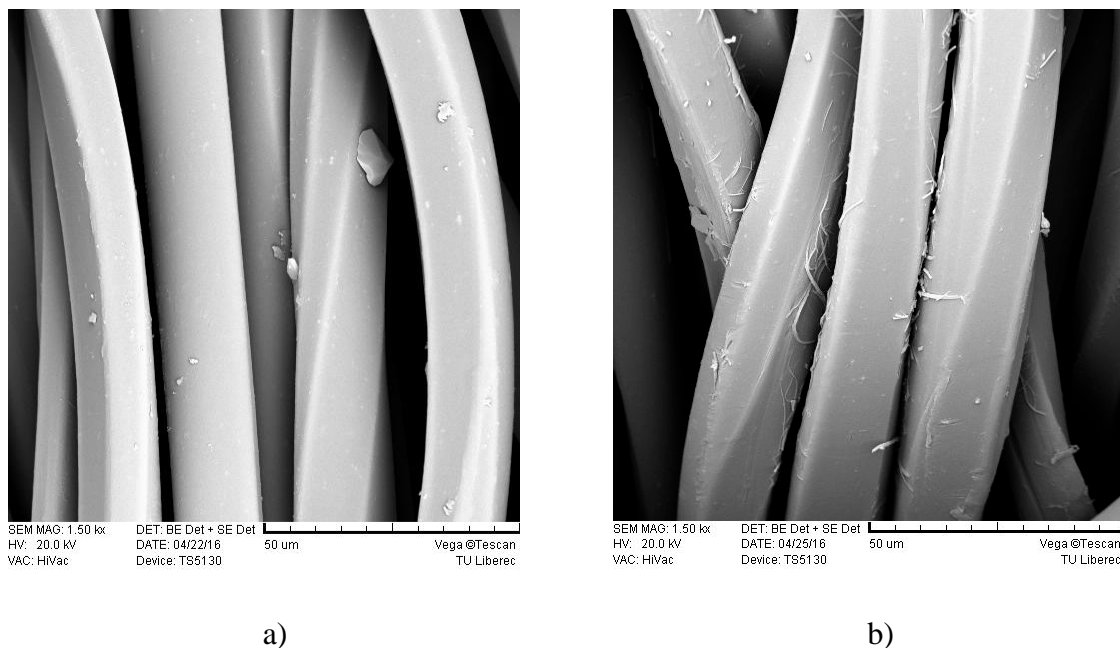 SEM MAG: 1.50 kx DET: BE Det + SE Det
HV: 20.0 kV DATE: 04/22/16 50 um Vega ©Tescan
VAC: HiVac Device: TS5130 TU Liberec
SEM MAG: 1.50 kx DET: BE Det + SE Det
HV: 20.0 kV DATE: 04/25/16 50 um Vega ©Tescan
VAC: HiVac Device: TS5130 TU Liberec
a) b)